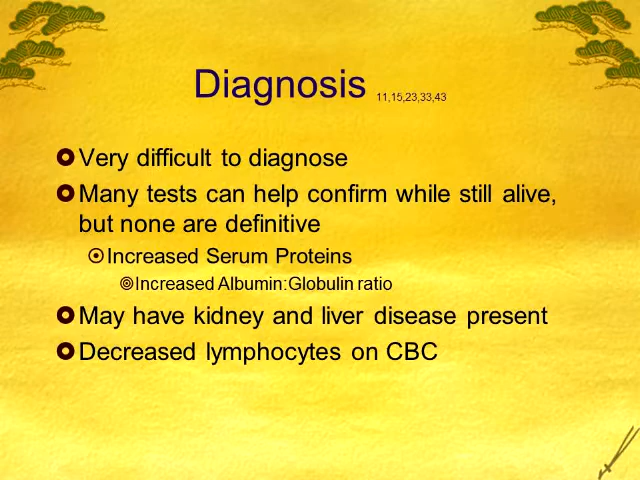 Diagnosis 11,15,23,33,43
Very difficult to diagnose
Many tests can help confirm while still alive,
but none are definitive
Increased Serum Proteins
Increased Albumin:Globulin ratio
May have kidney and liver disease present
Decreased lymphocytes on CBC